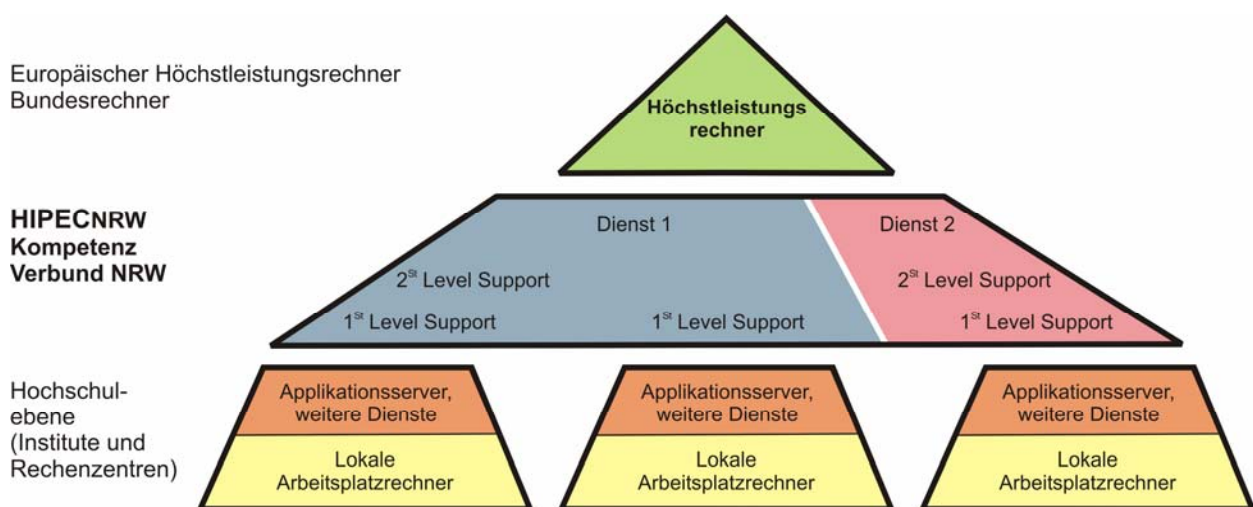 Europäischer Höchstleistungsrechner
Bundesrechner
Höchstleistungs
rechner
HIPECNRW
Kompetenz
Verbund NRW
Dienst 1
Dienst 2
2St Level Support
2St Level Support
1St Level Support
1St Level Support
1St Level Support
Hochschul-
ebene
(Institute und
Rechenzentren)
Applikationsserver,
weitere Dienste
Lokale
Arbeitsplatzrechner
Applikationsserver,
weitere Dienste
Lokale
Arbeitsplatzrechner
Applikationsserver,
weitere Dienste
Lokale
Arbeitsplatzrechner